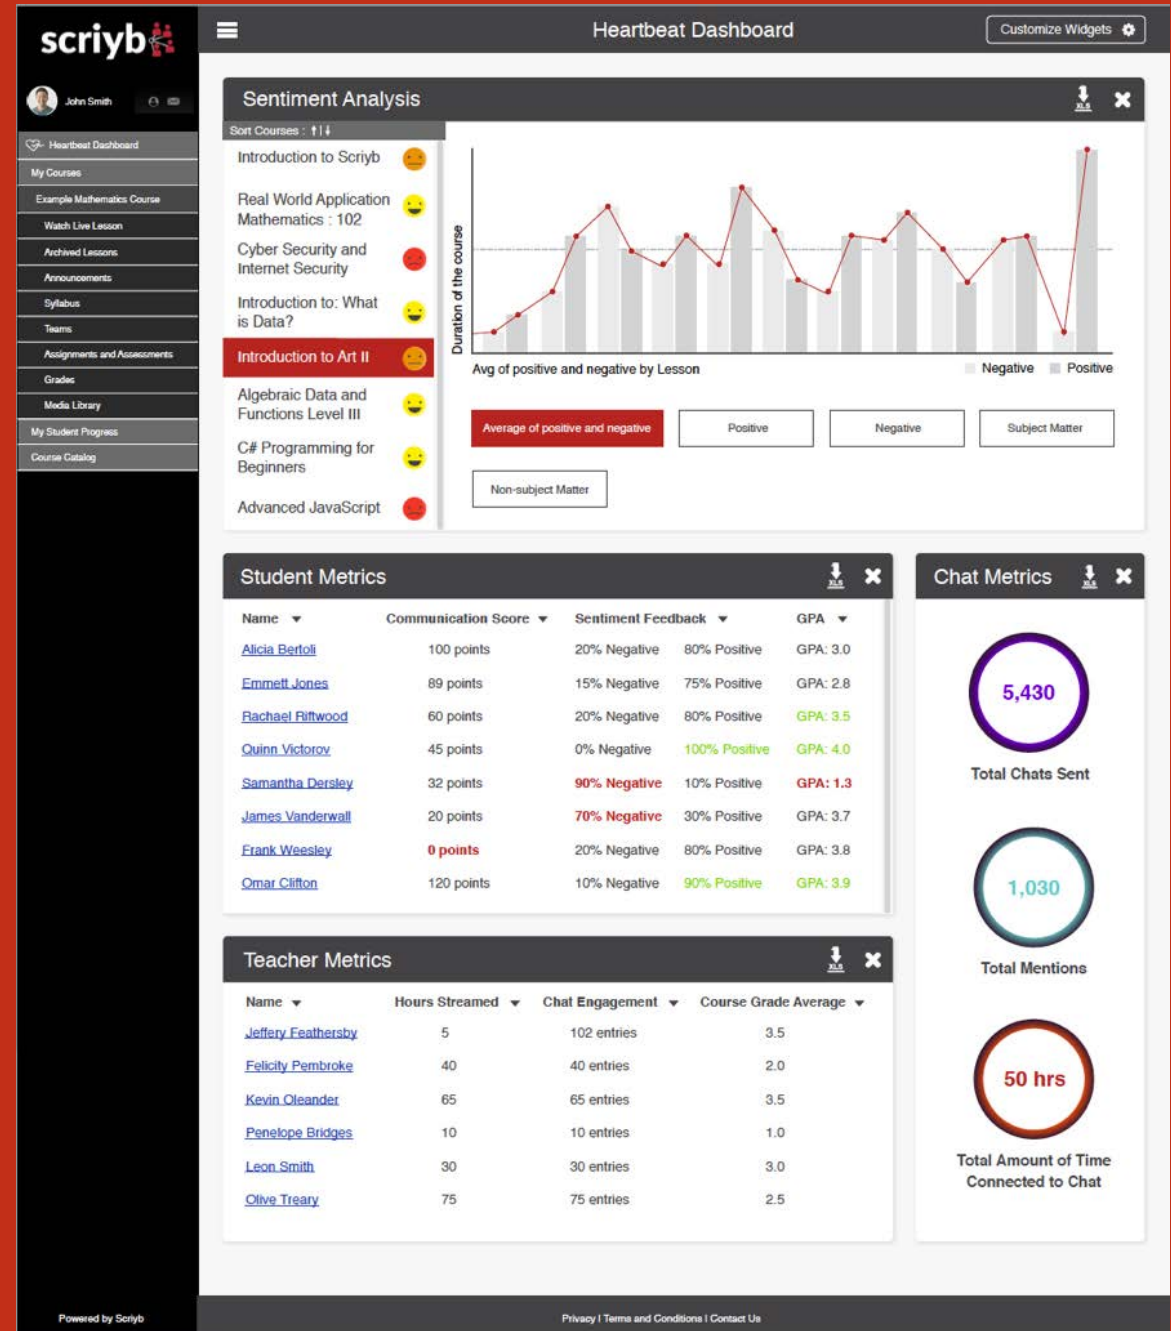 scriyb
Heartbeat Dashboard
Customize Widgets
John Smith
Heartbeat Dashboard
My Courses
Example Mathematics Course
Watch Live Lesson
Archived Lessons
Announcements
Syllabus
Teams
Assignments and Assessments
Grades
Media Library
My Student Progress
Course Catalog
Powered by Scriyb
Sentiment Analysis
XLS
Sort Courses :
Introduction to Scriyb
Real World Application
Mathematics : 102
Cyber Security and
Internet Security
Introduction to: What
is Data?
Introduction to Art II
Algebraic Data and
Functions Level III
C# Programming for
Beginners
Advanced JavaScript
Duration of the course
Avg of positive and negative by Lesson
Negative Positive
Average of positive and negative
Positive
Negative
Subject Matter
Non-subject Matter
Student Metrics
XLS
Name Communication Score Sentiment Feedback GPA
Alicia Bertoli 100 points 20% Negative 80% Positive GPA: 3.0
Emmett Jones 89 points 15% Negative 75% Positive GPA: 2.8
Rachael Riftwood 60 points 20% Negative 80% Positive GPA: 3.5
Quinn Victorov 45 points 0% Negative 100% Positive GPA: 4.0
Samantha Dersley 32 points 90% Negative 10% Positive GPA: 1.3
James Vanderwall 20 points 70% Negative 30% Positive GPA: 3.7
Frank Weesley 0 points 20% Negative 80% Positive GPA: 3.8
Omar Clifton 120 points 10% Negative 90% Positive GPA: 3.9
Chat Metrics
XLS
5,430
Total Chats Sent
1,030
Total Mentions
50 hrs
Total Amount of Time
Connected to Chat
Teacher Metrics
XLS
Name Hours Streamed Chat Engagement Course Grade Average
Jeffery Feathersby 5 102 entries 3.5
Felicity Pembroke 40 40 entries 2.0
Kevin Oleander 65 65 entries 3.5
Penelope Bridges 10 10 entries 1.0
Leon Smith 30 30 entries 3.0
Olive Treary 75 75 entries 2.5
Privacy | Terms and Conditions | Contact Us